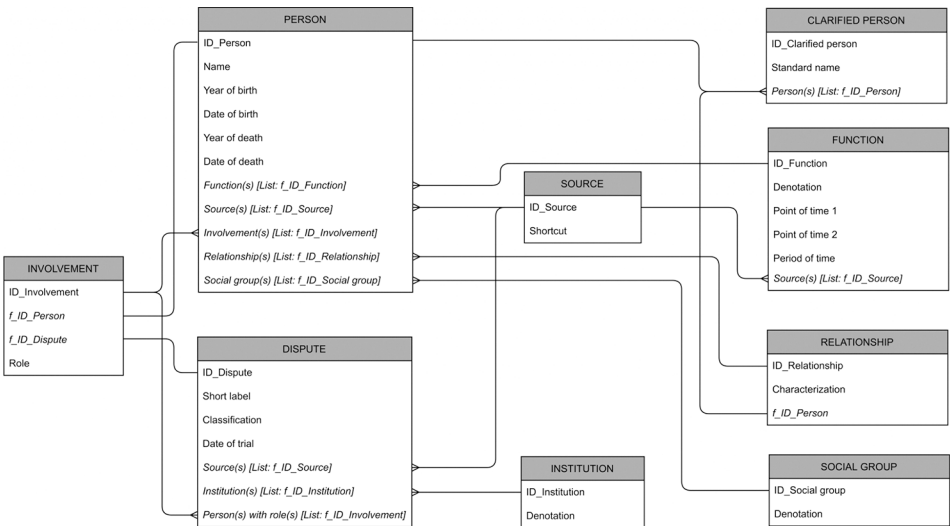 PERSON
ID_Person
Name
Year of birth
Date of birth
Year of death
Date of death
Function(s) [List: f_ID_Function]
Source(s) [List: f_ID_Source]
Involvement(s) [List: f_ID_Involvement]
Relationship(s) [List: f_ID_Relationship]
Social group(s) [List: f_ID_Social group]
CLARIFIED PERSON
ID_Clarified person
Standard name
Person(s) [List: f_ID_Person]
FUNCTION
ID_Function
Denotation
Point of time 1
Point of time 2
Period of time
Source(s) [List: f_ID_Source]
SOURCE
ID_Source
Shortcut
INVOLVEMENT
ID_Involvement
f_ID_Person
f_ID_Dispute
Role
DISPUTE
ID_Dispute
Short label
Classification
Date of trial
Source(s) [List: f_ID_Source]
Institution(s) [List: f_ID_Institution]
Person(s) with role(s) [List: f_ID_Involvement]
RELATIONSHIP
ID_Relationship
Characterization
f_ID_Person
INSTITUTION
ID_Institution
Denotation
SOCIAL GROUP
ID_Social group
Denotation